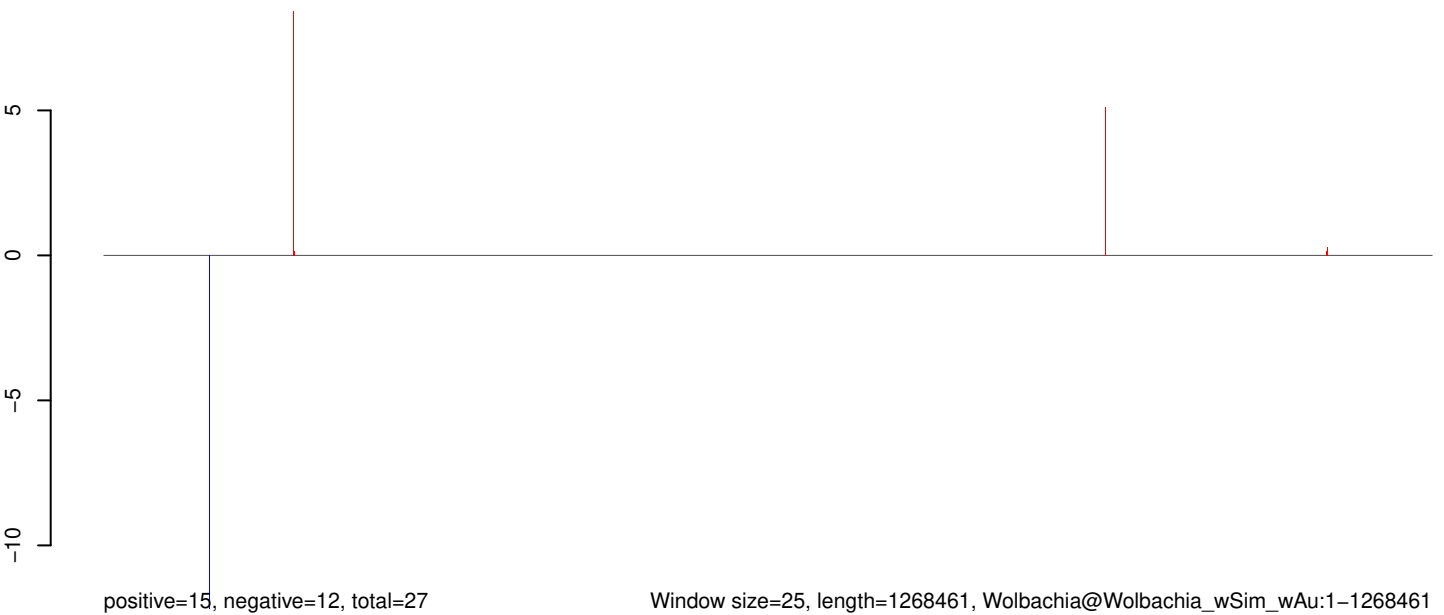 5
0
−5
−10
positive=15, negative=12, total=27
Window size=25, length=1268461, Wolbachia@Wolbachia_wSim_wAu:1−1268461